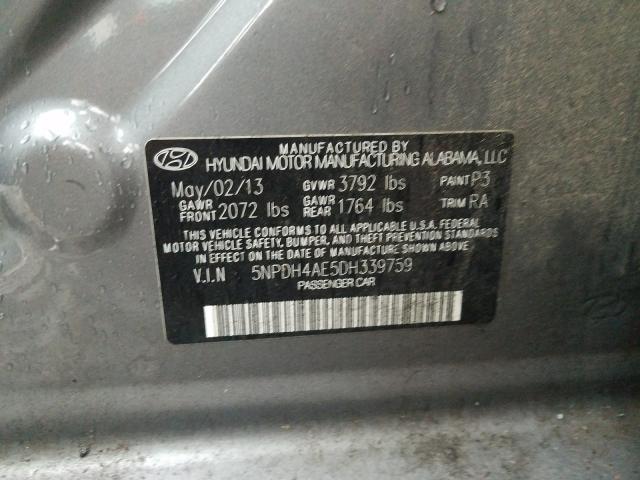 MANUFACTURED BY
HYUNDAI MOTOR MANUFACTURING ALABAMA, LLC
May/02/13 GVWR 3792 lbs PAINT P3
GAWR FRONT 2072 lbs GAWR REAR 1764 lbs TRIM RA
THIS VEHICLE CONFORMS TO ALL APPLICABLE U.S.A. FEDERAL
MOTOR VEHICLE SAFETY, BUMPER, AND THEFT PREVENTION STANDARDS
IN EFFECT ON THE DATE OF MANUFACTURE SHOWN ABOVE.
V.I.N 5NPDH4AE5DH339759
PASSENGER CAR